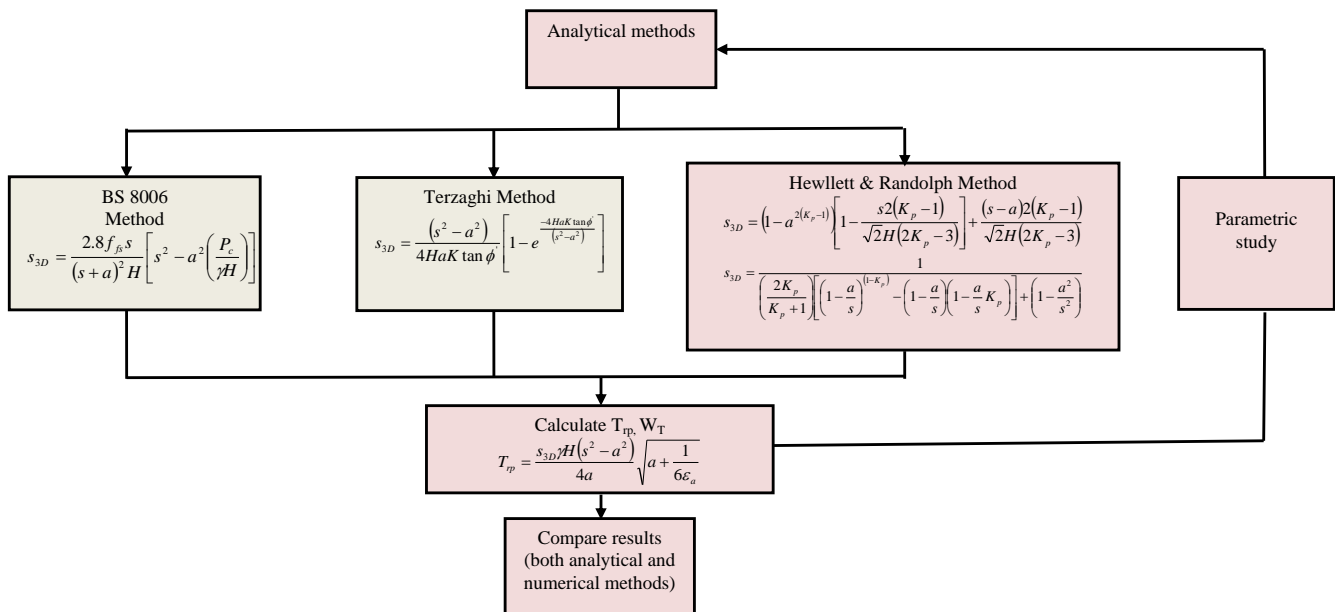 Analytical methods
BS 8006
Method
s_{3D} = \frac{2.8 f_{fs} s}{(s+a)^2 H} \left[ s^2 - a^2 \left( \frac{P_c}{\gamma H} \right) \right]
Terzaghi Method
s_{3D} = \frac{(s^2 - a^2)}{4HaK \tan \phi'} \left[ 1 - e^{\frac{-4HaK \tan \phi'}{(s^2 - a^2)}} \right]
Hewllett & Randolph Method
s_{3D} = \left( 1 - a^{2(K_p - 1)} \right) \left[ 1 - \frac{s2(K_p - 1)}{\sqrt{2}H(2K_p - 3)} \right] + \frac{(s - a)2(K_p - 1)}{\sqrt{2}H(2K_p - 3)}
s_{3D} = \frac{1}{\left( \frac{2K_p}{K_p + 1} \right) \left[ \left( 1 - \frac{a}{s} \right)^{(1 - K_p)} - \left( 1 - \frac{a}{s} \right) \left( 1 - \frac{a}{s} K_p \right) \right] + \left( 1 - \frac{a^2}{s^2} \right)}
Parametric
study
Calculate T_{rp}, W_T
T_{rp} = \frac{s_{3D} \gamma H (s^2 - a^2)}{4a} \sqrt{a + \frac{1}{6\varepsilon_a}}
Compare results
(both analytical and
numerical methods)